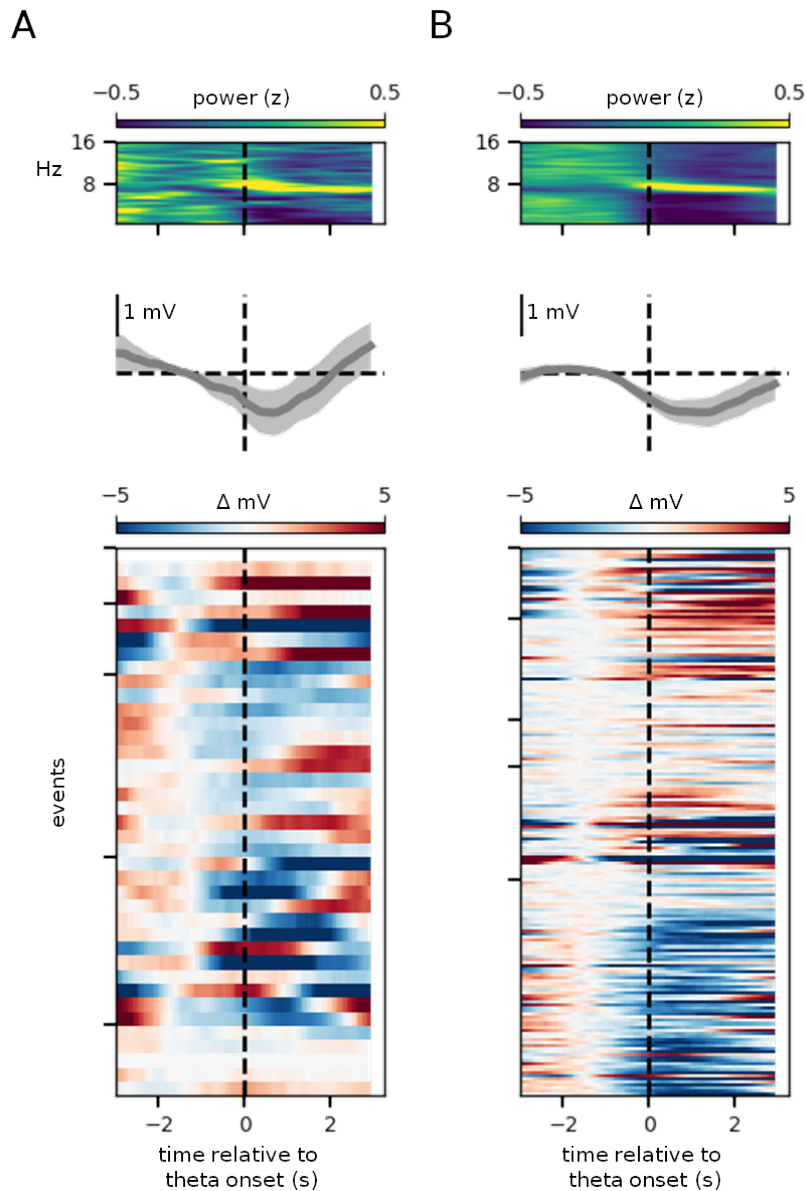 A
B
−0.5 power (z) 0.5
−0.5 power (z) 0.5
16
Hz
8
16
8
1 mV
1 mV
−5 Δ mV 5
−5 Δ mV 5
events
−2 0 2
−2 0 2
time relative to
theta onset (s)
time relative to
theta onset (s)